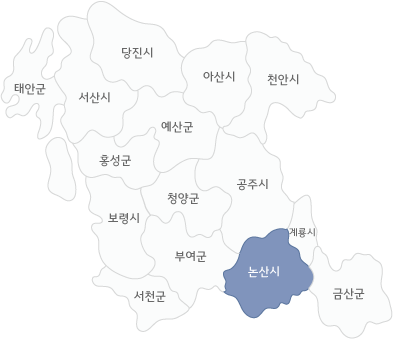 당진시
아산시
천안시
태안군
서산시
예산군
홍성군
공주시
청양군
보령시
계룡시
부여군
논산시
서천군
금산군